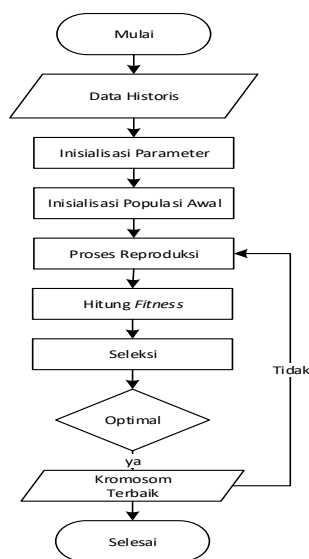 Mulai
Data Historis
Inisialisasi Parameter
Inisialisasi Populasi Awal
Proses Reproduksi
Hitung Fitness
Seleksi
Tidak
Optimal
ya
Kromosom
Terbaik
Selesai